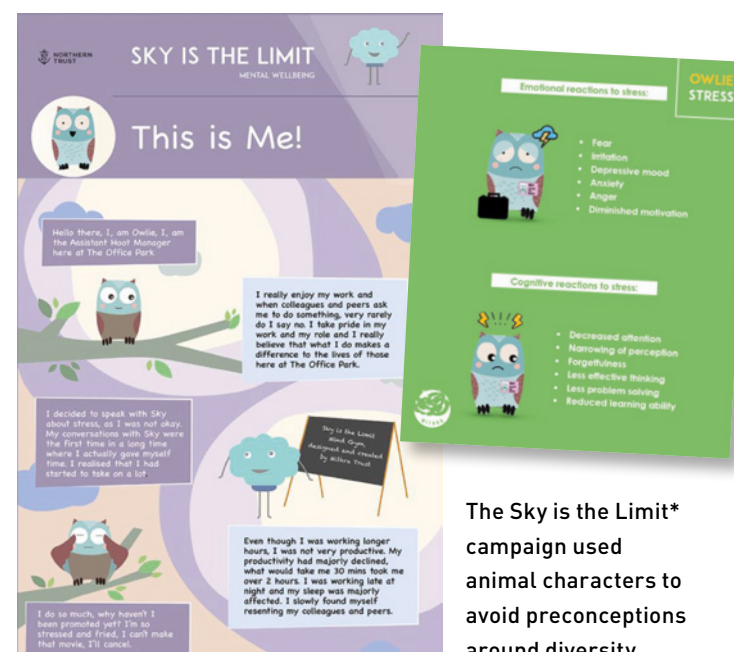 NORTHERN
TRUST
SKY IS THE LIMIT
MENTAL WELLBEING
This is Me!
Hello there, I, am Owlie, I, am
the Assistant Hoot Manager
here at The Office Park
I really enjoy my work and
when colleagues and peers ask
me to do something, very rarely
do I say no. I take pride in my
work and my role and I really
believe that what I do makes a
difference to the lives of those
here at The Office Park.
I decided to speak with Sky
about stress, as I was not okay.
My conversations with Sky were
the first time in a long time
where I actually gave myself
time. I realised that I had
started to take on a lot.
Sky is the Limit
Mind Gym,
designed and created
by Mithra Trust
Even though I was working longer
hours, I was not very productive. My
productivity had majorly declined,
what would take me 30 mins took me
over 2 hours. I was working late at
night and my sleep was majorly
affected. I slowly found myself
resenting my colleagues and peers.
I do so much, why haven't I
been promoted yet? I'm so
stressed and fried, I can't make
that movie, I'll cancel.
OWLIE
STRESS
Emotional reactions to stress:
• Fear
• Irritation
• Depressive mood
• Anxiety
• Anger
• Diminished motivation
Cognitive reactions to stress:
• Decreased attention
• Narrowing of perception
• Forgetfulness
• Less effective thinking
• Less problem solving
• Reduced learning ability
The Sky is the Limit*
campaign used
animal characters to
avoid preconceptions
around diversity